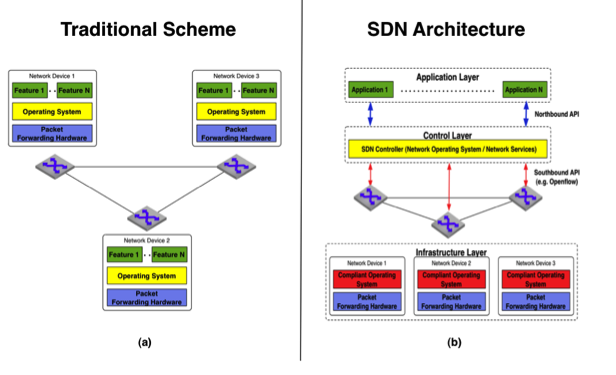 Traditional Scheme
Network Device 1
Feature 1 . . Feature N
Operating System
Packet
Forwarding Hardware
Network Device 3
Feature 1 . . Feature N
Operating System
Packet
Forwarding Hardware
Network Device 2
Feature 1 . . Feature N
Operating System
Packet
Forwarding Hardware
(a)
SDN Architecture
Application Layer
Application 1 ........................ Application N
Northbound API
Control Layer
SDN Controller (Network Operating System / Network Services)
Southbound API
(e.g. Openflow)
Infrastructure Layer
Network Device 1
Compliant Operating
System
Packet
Forwarding Hardware
Network Device 2
Compliant Operating
System
Packet
Forwarding Hardware
Network Device 3
Compliant Operating
System
Packet
Forwarding Hardware
(b)